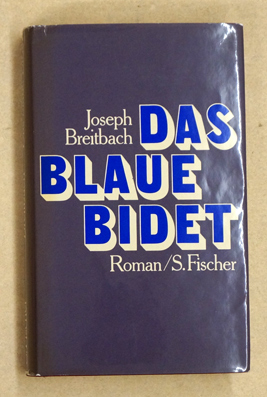 Joseph
Breitbach DAS
BLAUE
BIDET
Roman/S. Fischer